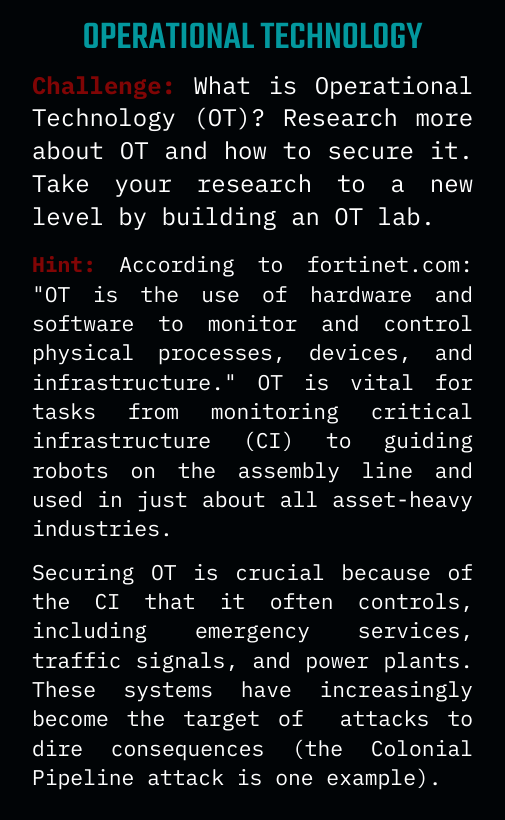 OPERATIONAL TECHNOLOGY
Challenge: What is Operational
Technology (OT)? Research more
about OT and how to secure it.
Take your research to a new
level by building an OT lab.
Hint: According to fortinet.com:
"OT is the use of hardware and
software to monitor and control
physical processes, devices, and
infrastructure." OT is vital for
tasks from monitoring critical
infrastructure (CI) to guiding
robots on the assembly line and
used in just about all asset-heavy
industries.
Securing OT is crucial because of
the CI that it often controls,
including emergency services,
traffic signals, and power plants.
These systems have increasingly
become the target of attacks to
dire consequences (the Colonial
Pipeline attack is one example).